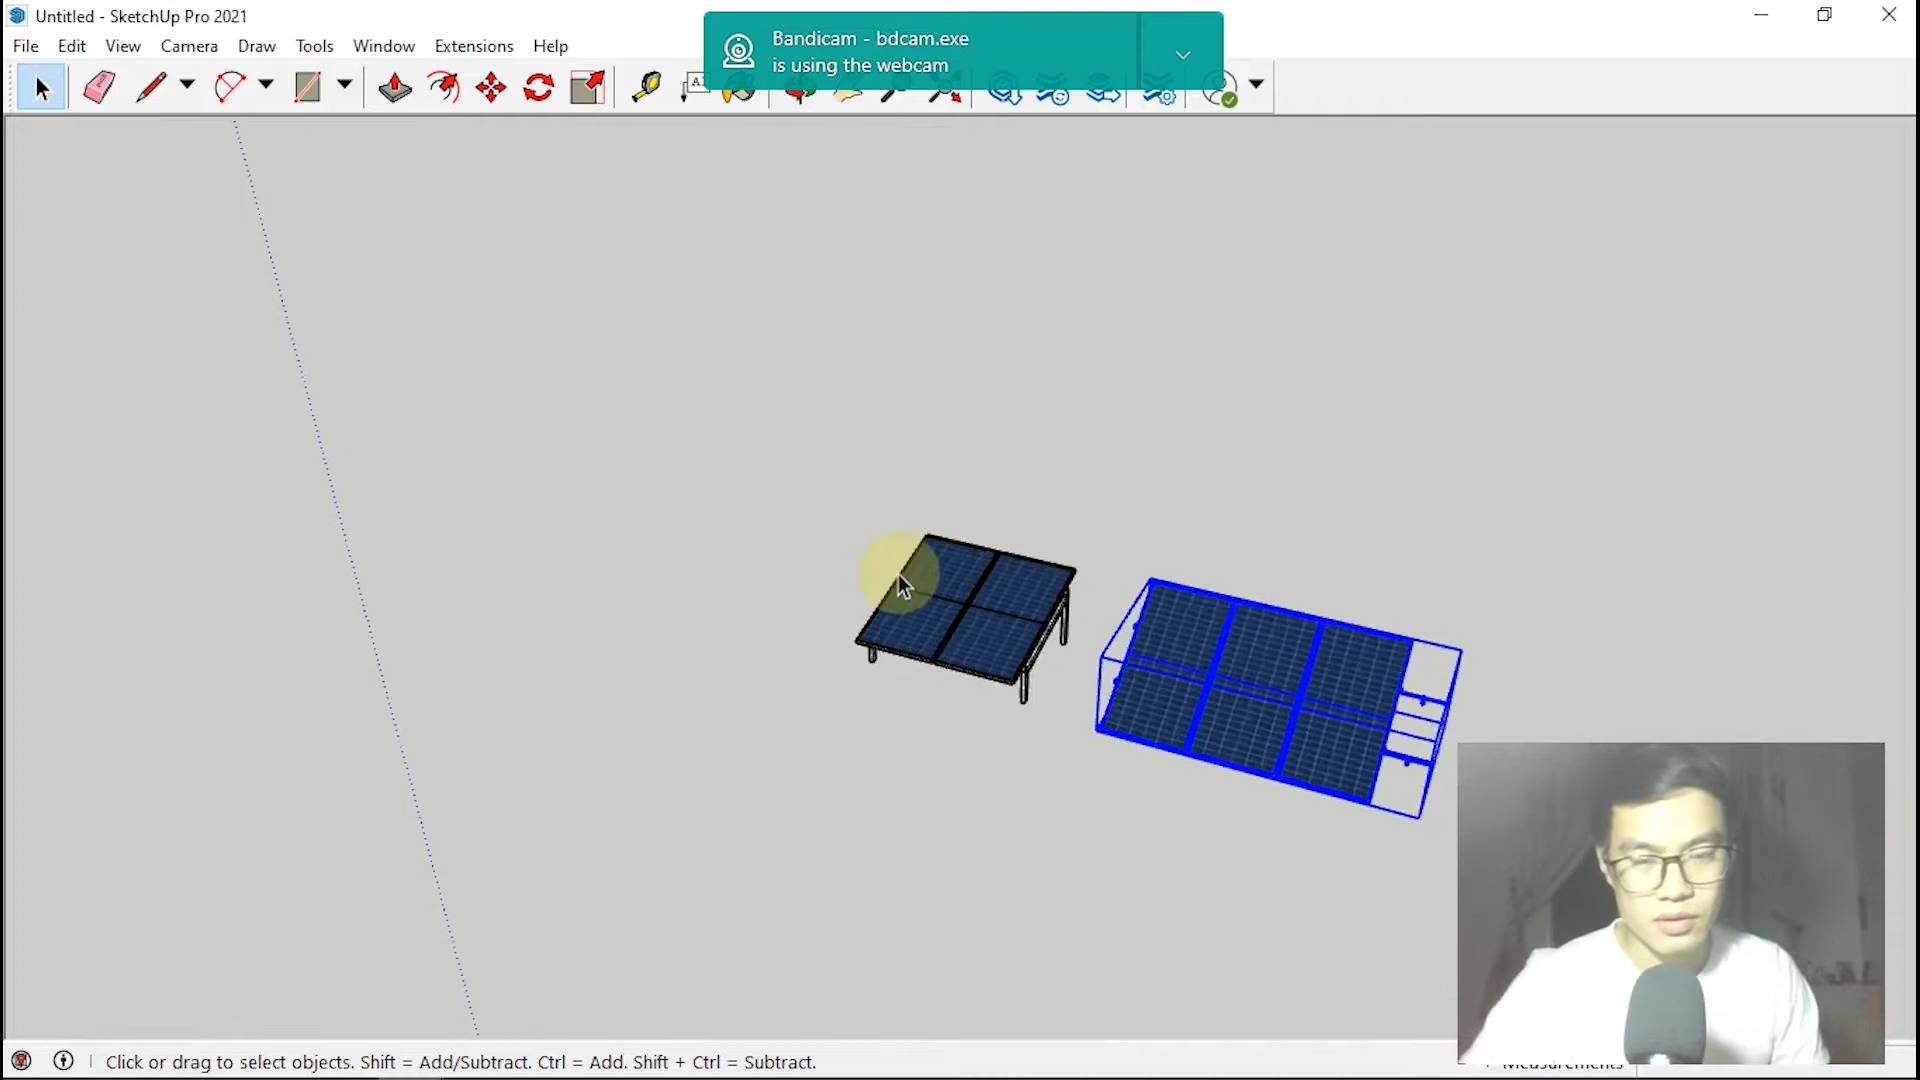 Untitled - SketchUp Pro 2021
File Edit View Camera Draw Tools Window Extensions Help
Bandicam - bdcam.exe
is using the webcam
A
Click or drag to select objects. Shift = Add/Subtract. Ctrl = Add. Shift + Ctrl = Subtract.
Measurements